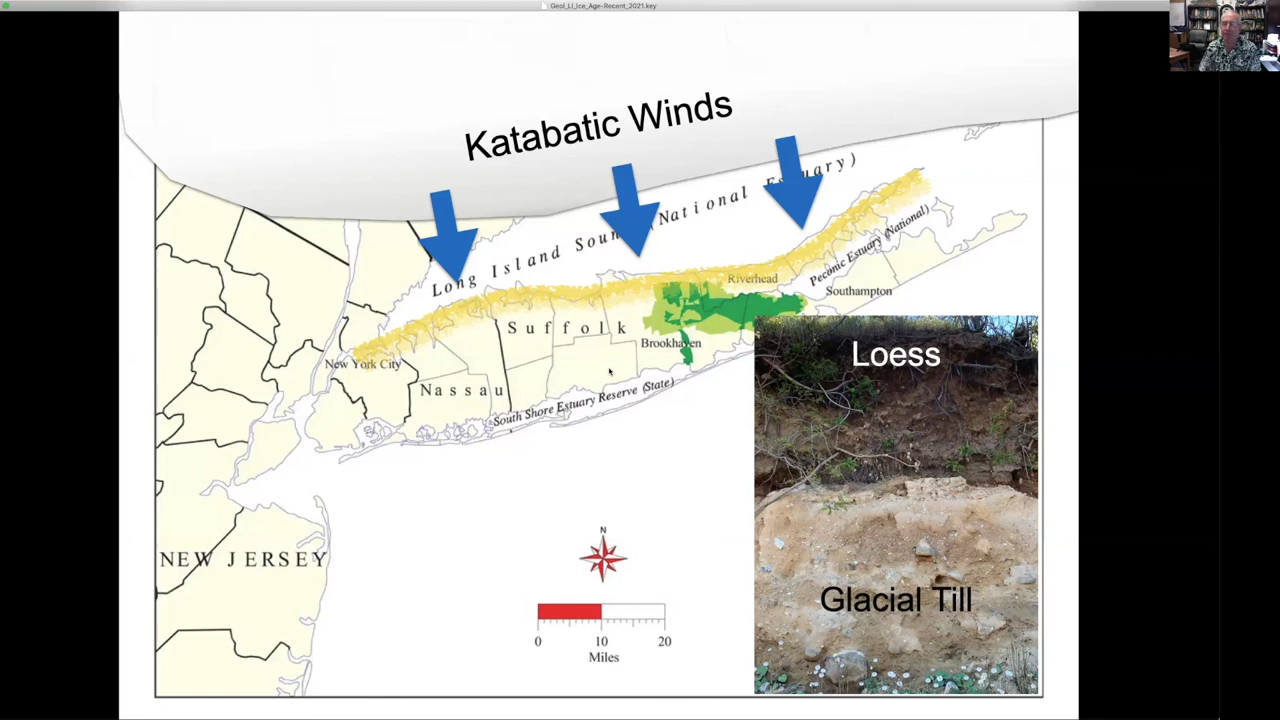 Geol_LI_Ice_Age-Recent_2021.key
Katabatic Winds
Long Island Sound (National Estuary)
Riverhead
Peconic Estuary (National)
Southampton
Suffolk
Brookhaven
New York City
Nassau
South Shore Estuary Reserve (State)
Loess
NEW JERSEY
N
Glacial Till
0 10 20
Miles